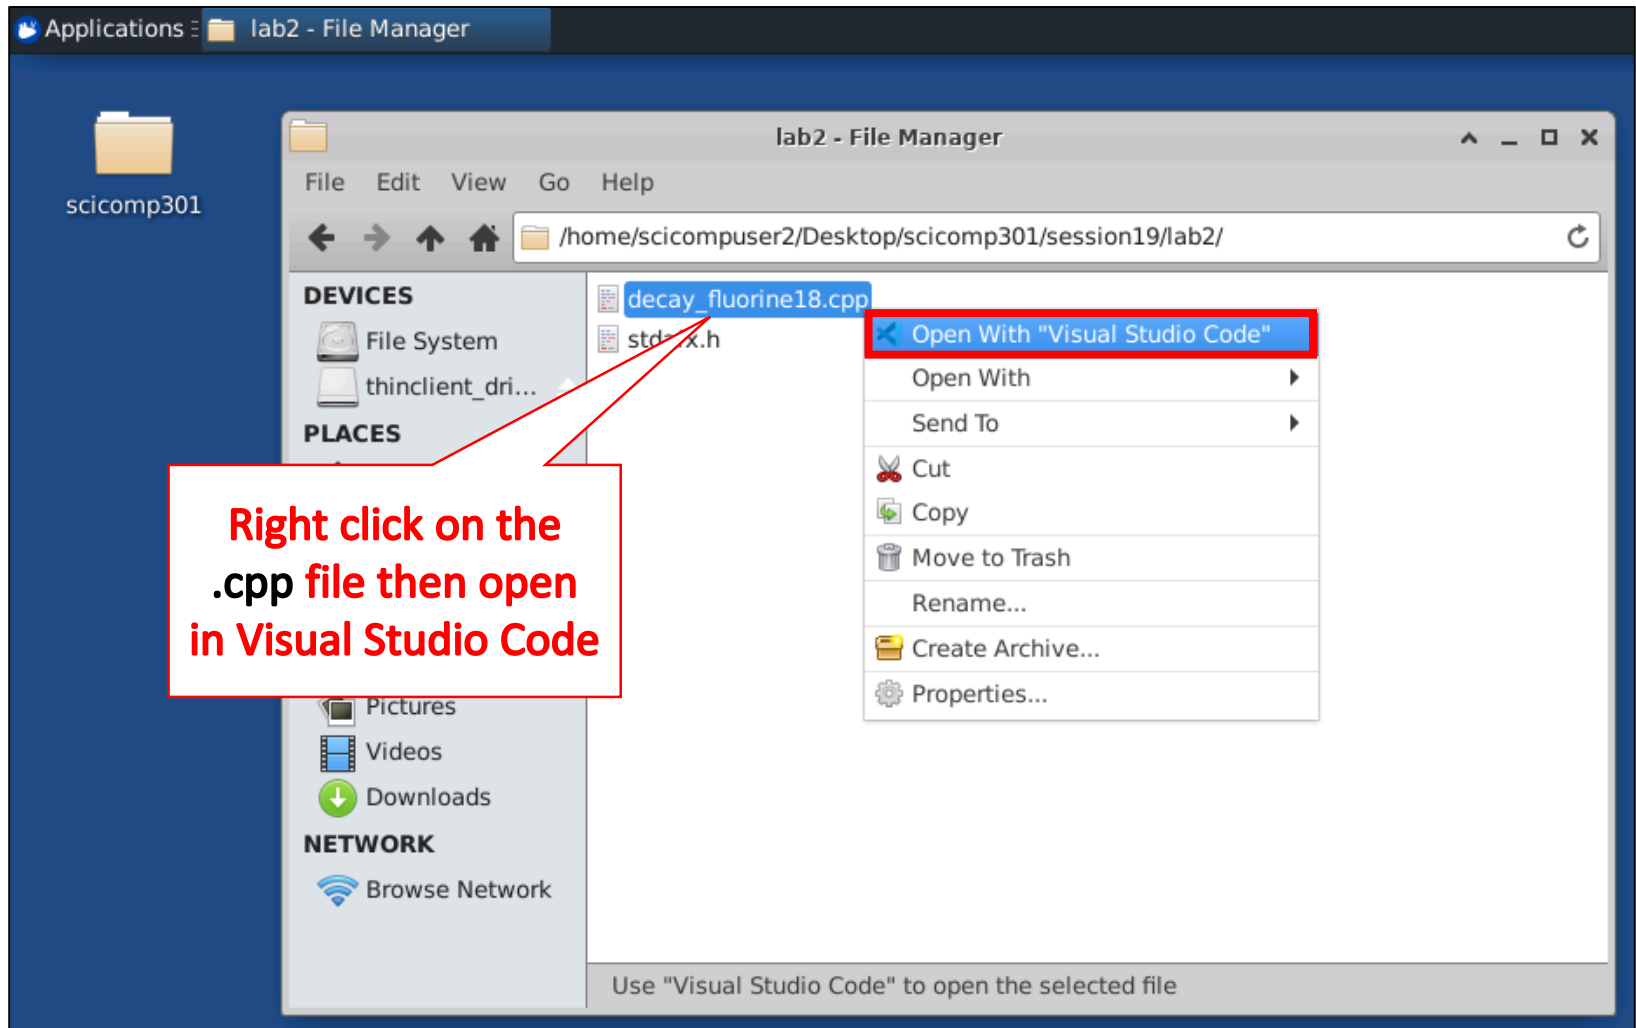 Applications
lab2 - File Manager
scicomp301
lab2 - File Manager
File Edit View Go Help
/home/scicompuser2/Desktop/scicomp301/session19/lab2/
DEVICES
File System
thinclient_dri...
PLACES
Pictures
Videos
Downloads
NETWORK
Browse Network
decay_fluorine18.cpp
stdafx.h
Open With "Visual Studio Code"
Open With
Send To
Cut
Copy
Move to Trash
Rename...
Create Archive...
Properties...
Right click on the
.cpp file then open
in Visual Studio Code
Use "Visual Studio Code" to open the selected file